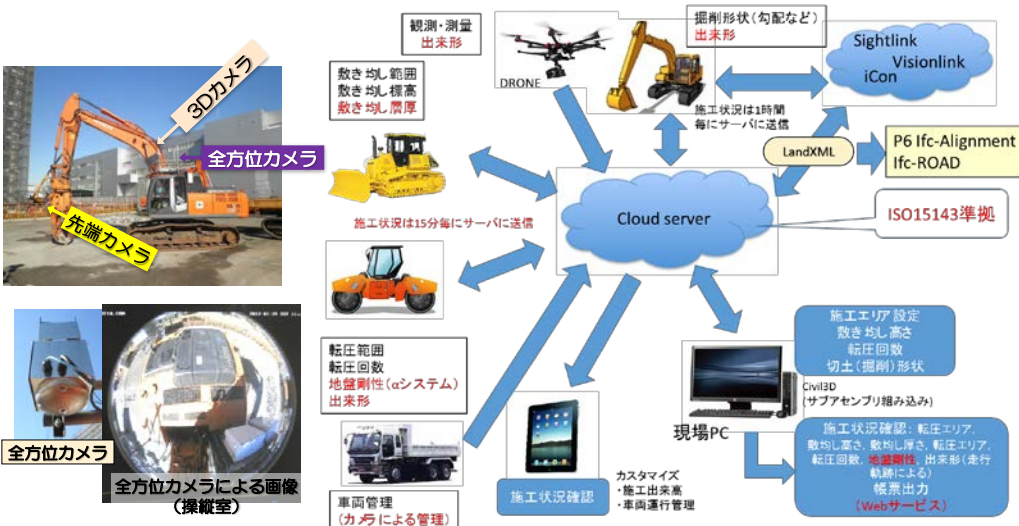 3Dカメラ
全方位カメラ
先端カメラ
全方位カメラ
全方位カメラによる画像
(操縦室)
観測・測量
出来形
DRONE
敷き均し範囲
敷き均し標高
敷き均し層厚
掘削形状(勾配など)
出来形
施工状況は1時間
毎にサーバに送信
Sightlink
Visionlink
iCon
LandXML
P6 Ifc-Alignment
Ifc-ROAD
Cloud server
ISO15143準拠
施工状況は15分毎にサーバに送信
転圧範囲
転圧回数
地盤剛性(αシステム)
出来形
車両管理
(カメラによる管理)
施工状況確認
カスタマイズ
・施工出来高
・車両運行管理
現場PC
Civil3D
(サブアセンブリ組み込み)
施工エリア設定
敷き均し高さ
転圧回数
切土(掘削)形状
施工状況確認: 転圧エリア,
敷均し高さ, 敷均し厚さ, 転圧エリア,
転圧回数, 地盤剛性, 出来形(走行
軌跡による)
帳票出力
(Webサービス)